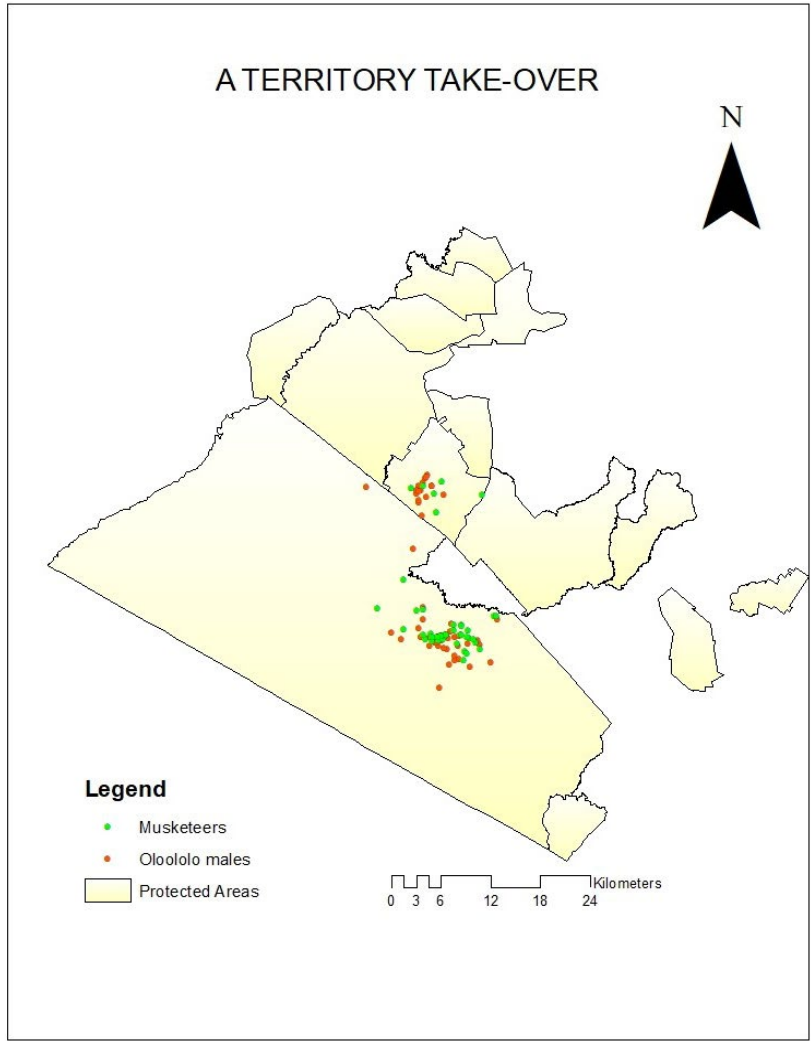 A TERRITORY TAKE-OVER
N
Legend
Musketeers
Oloololo males
Protected Areas
Kilometers
0 3 6 12 18 24